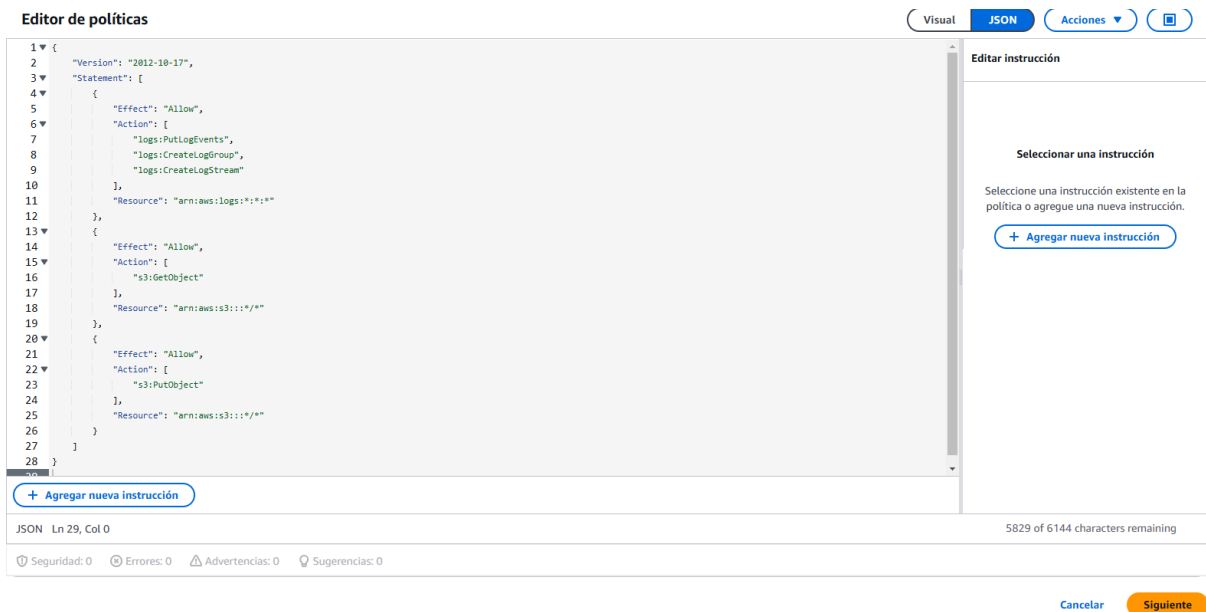 Editor de políticas
Visual JSON Acciones
1 {
2 "Version": "2012-10-17",
3 "Statement": [
4 {
5 "Effect": "Allow",
6 "Action": [
7 "logs:PutLogEvents",
8 "logs:CreateLogGroup",
9 "logs:CreateLogStream"
10 ],
11 "Resource": "arn:aws:logs:*:*:*"
12 },
13 {
14 "Effect": "Allow",
15 "Action": [
16 "s3:GetObject"
17 ],
18 "Resource": "arn:aws:s3:::*/*"
19 },
20 {
21 "Effect": "Allow",
22 "Action": [
23 "s3:PutObject"
24 ],
25 "Resource": "arn:aws:s3:::*/*"
26 }
27 ]
28 }
29
Editar instrucción
Seleccionar una instrucción
Seleccione una instrucción existente en la
política o agregue una nueva instrucción.
+ Agregar nueva instrucción
+ Agregar nueva instrucción
JSON Ln 29, Col 0
5829 of 6144 characters remaining
Seguridad: 0 Errores: 0 Advertencias: 0 Sugerencias: 0
Cancelar Siguiente